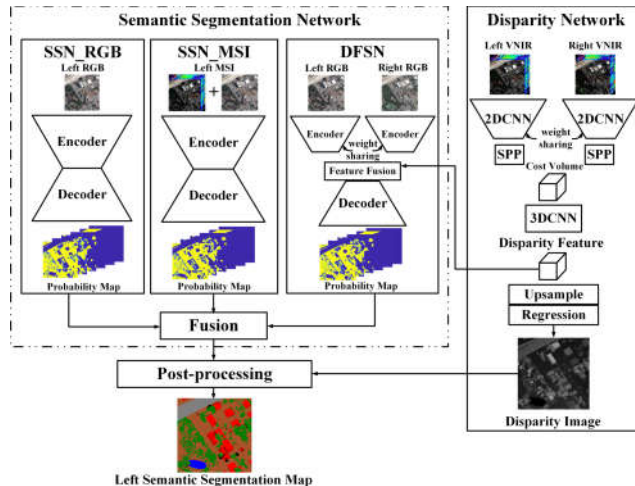 Semantic Segmentation Network
SSN_RGB
Left RGB
Encoder
Decoder
Probability Map
SSN_MSI
Left MSI
+
Encoder
Decoder
Probability Map
DFSN
Left RGB
Right RGB
Encoder
Encoder
weight
sharing
Feature Fusion
Decoder
Probability Map
Fusion
Post-processing
Left Semantic Segmentation Map
Disparity Network
Left VNIR
Right VNIR
2DCNN
2DCNN
weight
sharing
SPP
SPP
Cost Volume
3DCNN
Disparity Feature
Upsample
Regression
Disparity Image